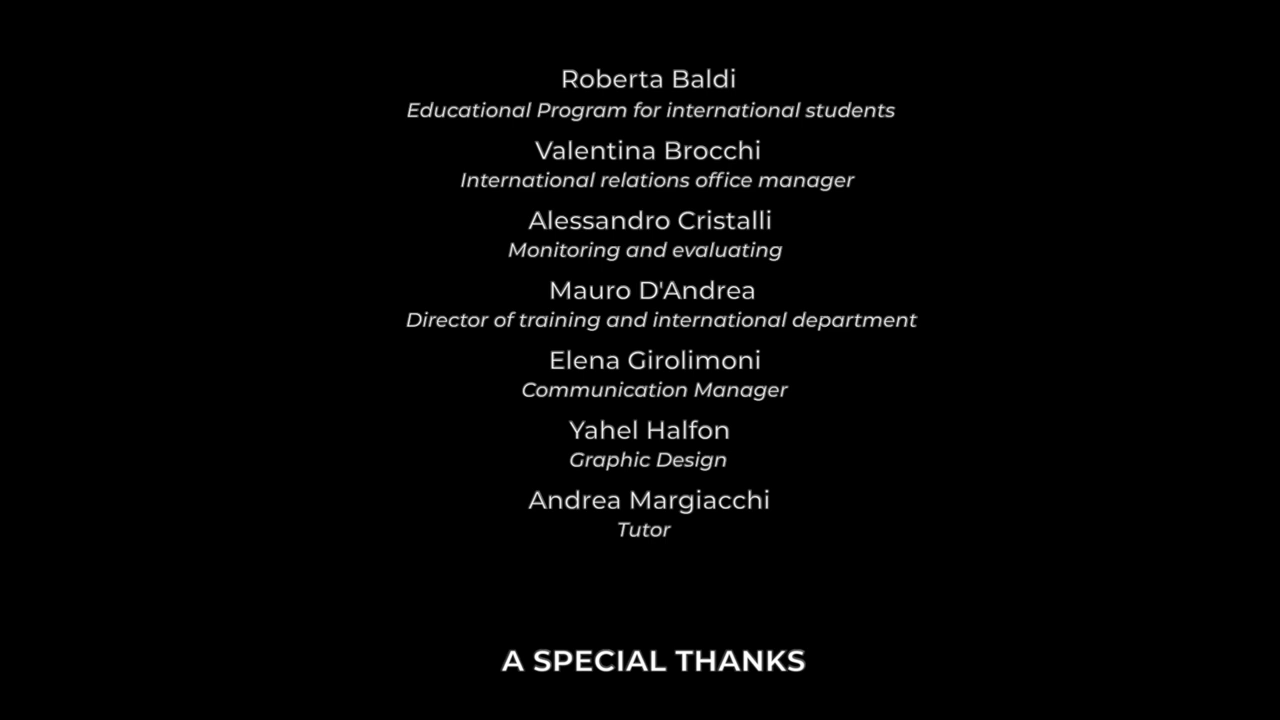 Roberta Baldi
Educational Program for international students
Valentina Brocchi
International relations office manager
Alessandro Cristalli
Monitoring and evaluating
Mauro D'Andrea
Director of training and international department
Elena Girolimoni
Communication Manager
Yahel Halfon
Graphic Design
Andrea Margiacchi
Tutor
A SPECIAL THANKS